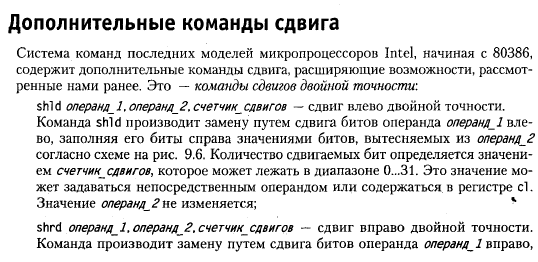 Дополнительные команды сдвига
Система команд последних моделей микропроцессоров Intel, начиная с 80386,
содержит дополнительные команды сдвига, расширяющие возможности, рассмот-
ренные нами ранее. Это — команды сдвигов двойной точности:
shld операнд_1, операнд_2, счетчик_сдвигов — сдвиг влево двойной точности.
Команда shld производит замену путем сдвига битов операнда операнд_1 вле-
во, заполняя его биты справа значениями битов, вытесняемых из операнд_2
согласно схеме на рис. 9.6. Количество сдвигаемых бит определяется значени-
ем счетчик_сдвигов, которое может лежать в диапазоне 0...31. Это значение мо-
жет задаваться непосредственным операндом или содержаться в регистре cl.
Значение операнд_2 не изменяется;
shrd операнд_1, операнд_2, счетчик_сдвигов — сдвиг вправо двойной точности.
Команда производит замену путем сдвига битов операнда операнд_1 вправо,